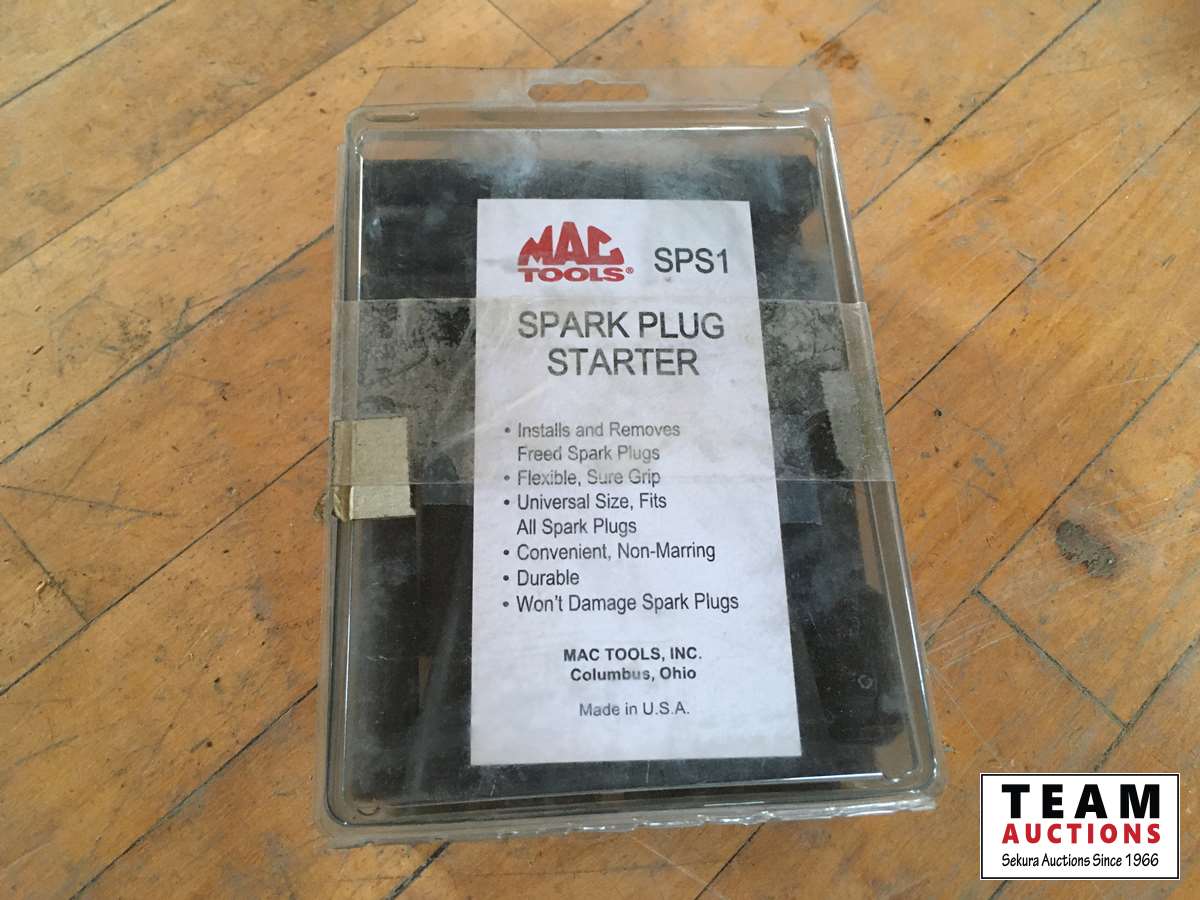 MAC
TOOLS®
SPS1
SPARK PLUG
STARTER
• Installs and Removes
Freed Spark Plugs
• Flexible, Sure Grip
• Universal Size, Fits
All Spark Plugs
• Convenient, Non-Marring
• Durable
• Won't Damage Spark Plugs
MAC TOOLS, INC.
Columbus, Ohio
Made in U.S.A.
TEAM
AUCTIONS
Sekura Auctions Since 1966